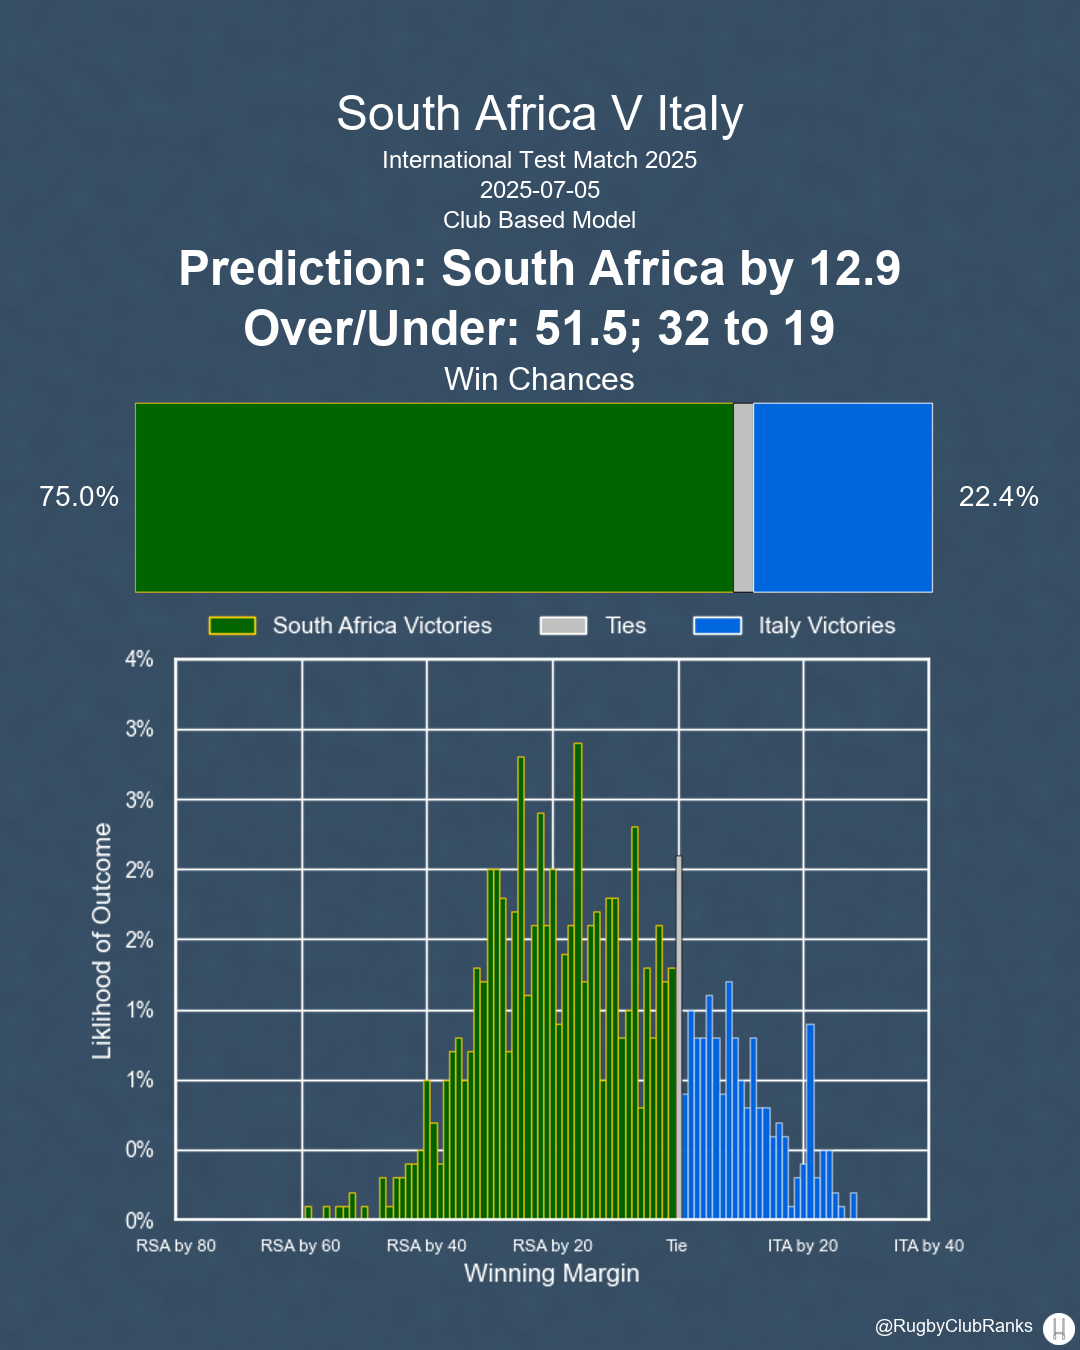 South Africa V Italy
International Test Match 2025
2025-07-05
Club Based Model
Prediction: South Africa by 12.9
Over/Under: 51.5; 32 to 19
Win Chances
75.0%
22.4%
South Africa Victories
Ties
Italy Victories
4%
3%
3%
2%
2%
1%
1%
0%
0%
Liklihood of Outcome
RSA by 80
RSA by 60
RSA by 40
RSA by 20
Tie
ITA by 20
ITA by 40
Winning Margin
@RugbyClubRanks